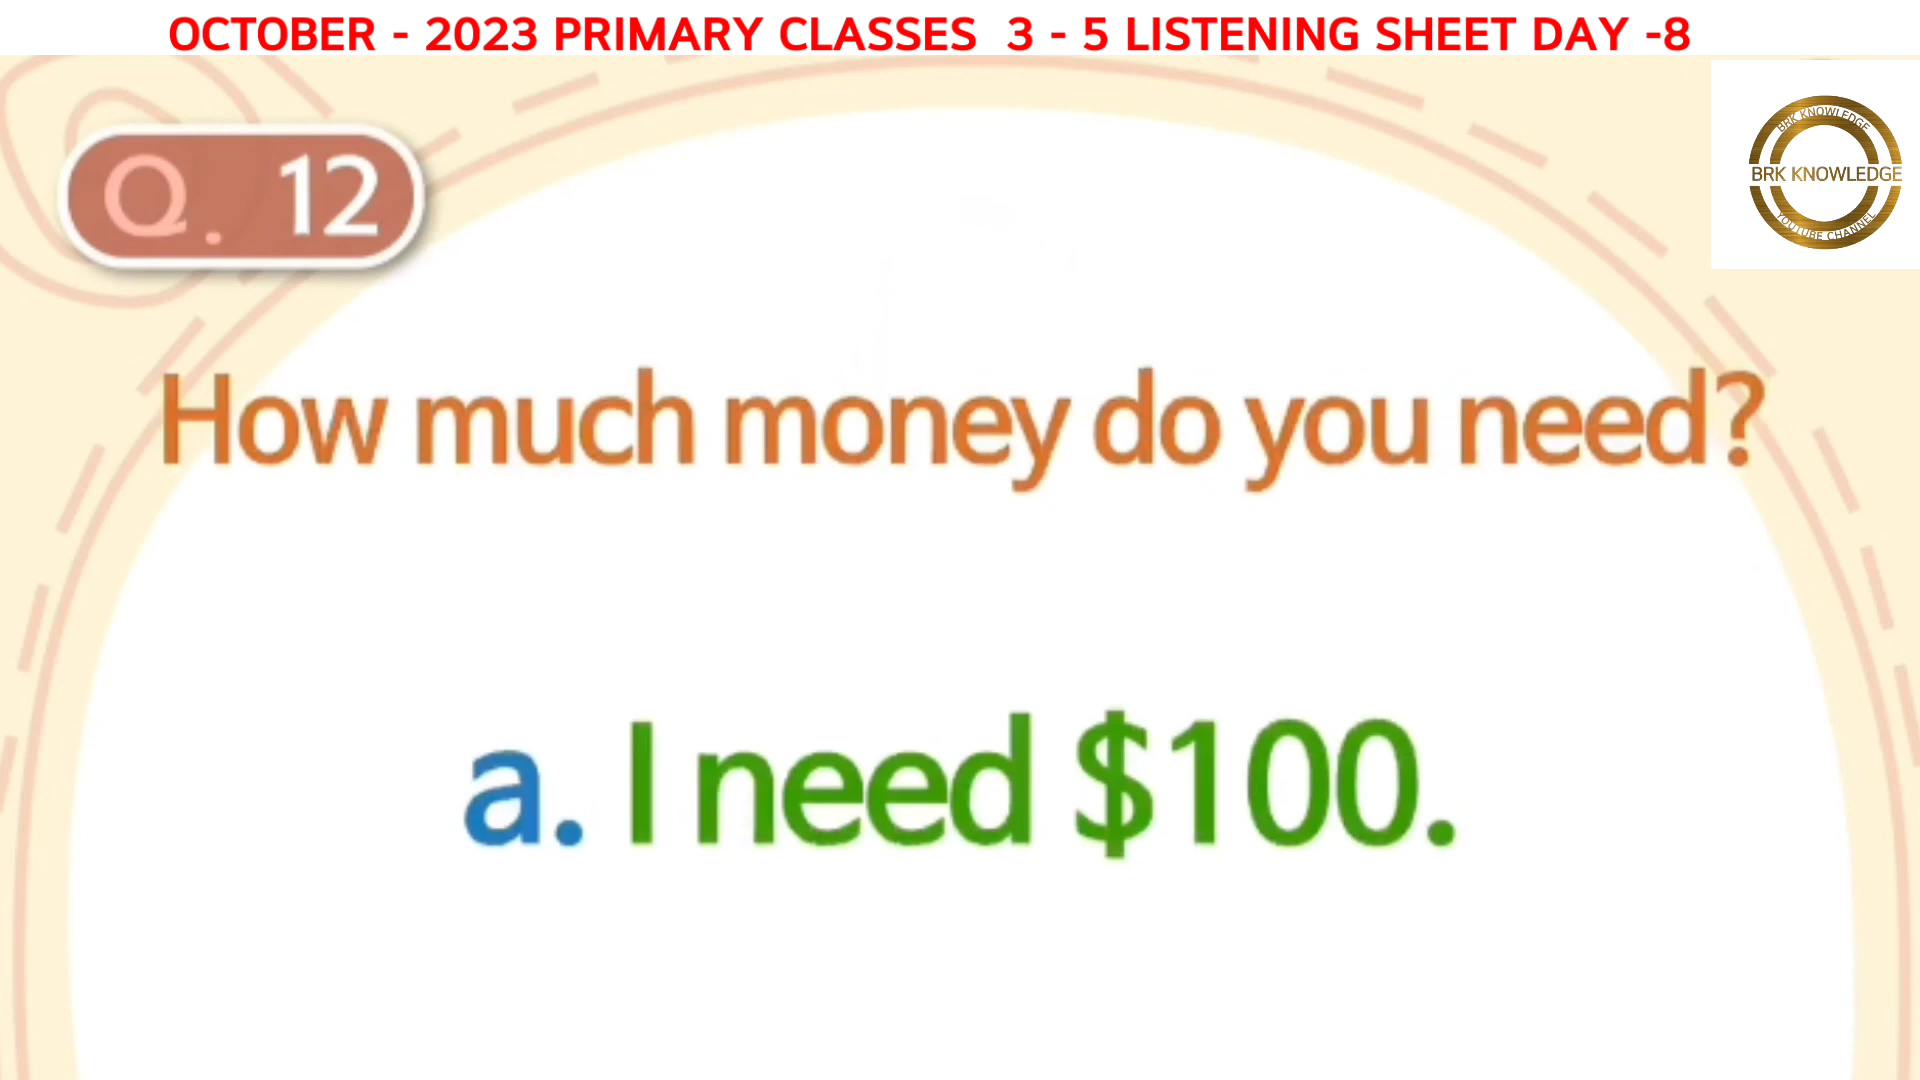 OCTOBER - 2023 PRIMARY CLASSES 3 - 5 LISTENING SHEET DAY -8
BRK KNOWLEDGE
BRK KNOWLEDGE
YOUTUBE CHANNEL
Q. 12
How much money do you need?
a. I need $100.